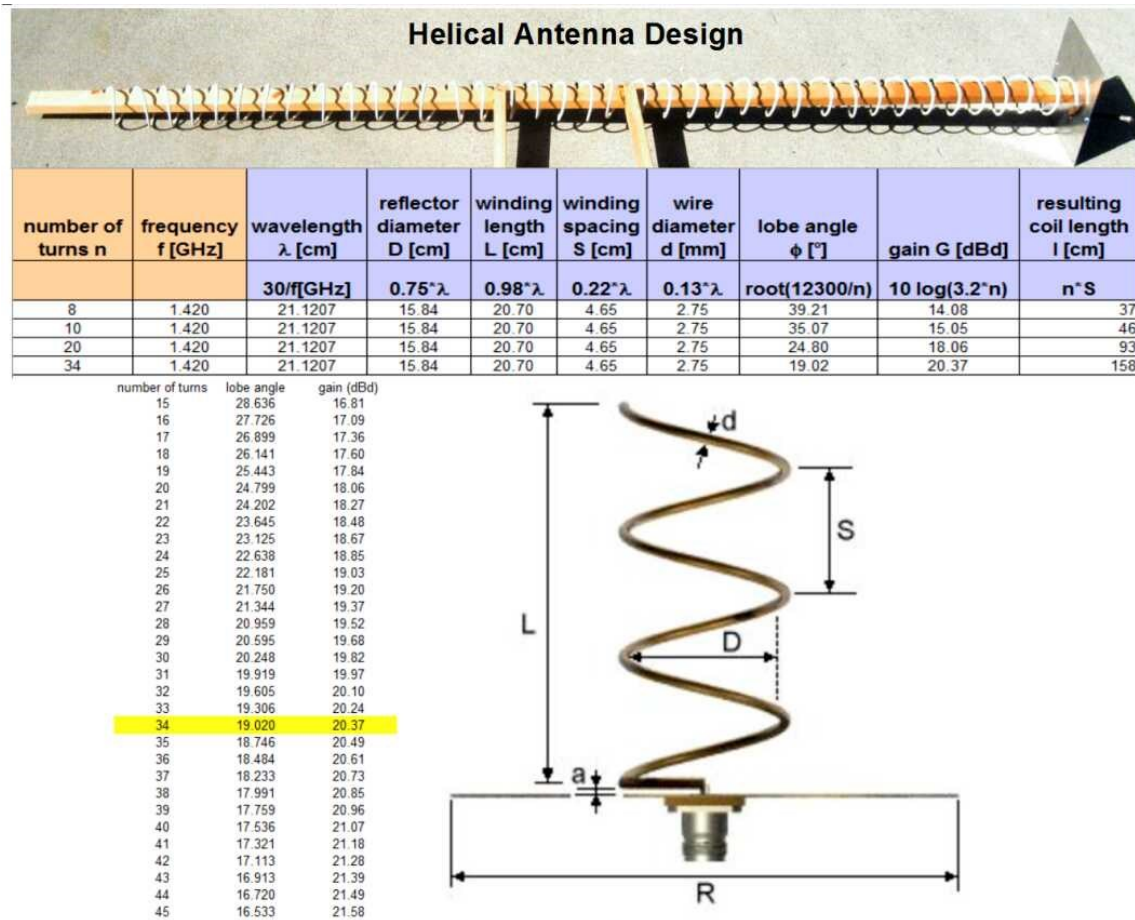 Helical Antenna Design
number of turns n frequency f [GHz] wavelength λ [cm] reflector diameter D [cm] winding length L [cm] winding spacing S [cm] wire diameter d [mm] lobe angle ϕ [°] gain G [dBd] resulting coil length l [cm]
30/f[GHz] 0.75*λ 0.98*λ 0.22*λ 0.13*λ root(12300/n) 10 log(3.2*n) n*S
8 1.420 21.1207 15.84 20.70 4.65 2.75 39.21 14.08 37
10 1.420 21.1207 15.84 20.70 4.65 2.75 35.07 15.05 46
20 1.420 21.1207 15.84 20.70 4.65 2.75 24.80 18.06 93
34 1.420 21.1207 15.84 20.70 4.65 2.75 19.02 20.37 158
number of turns lobe angle gain (dBd)
15 28.636 16.81
16 27.726 17.09
17 26.899 17.36
18 26.141 17.60
19 25.443 17.84
20 24.799 18.06
21 24.202 18.27
22 23.645 18.48
23 23.125 18.67
24 22.638 18.85
25 22.181 19.03
26 21.750 19.20
27 21.344 19.37
28 20.959 19.52
29 20.595 19.68
30 20.248 19.82
31 19.919 19.97
32 19.605 20.10
33 19.306 20.24
34 19.020 20.37
35 18.746 20.49
36 18.484 20.61
37 18.233 20.73
38 17.991 20.85
39 17.759 20.96
40 17.536 21.07
41 17.321 21.18
42 17.113 21.28
43 16.913 21.39
44 16.720 21.49
45 16.533 21.58
d
S
L
D
a
R